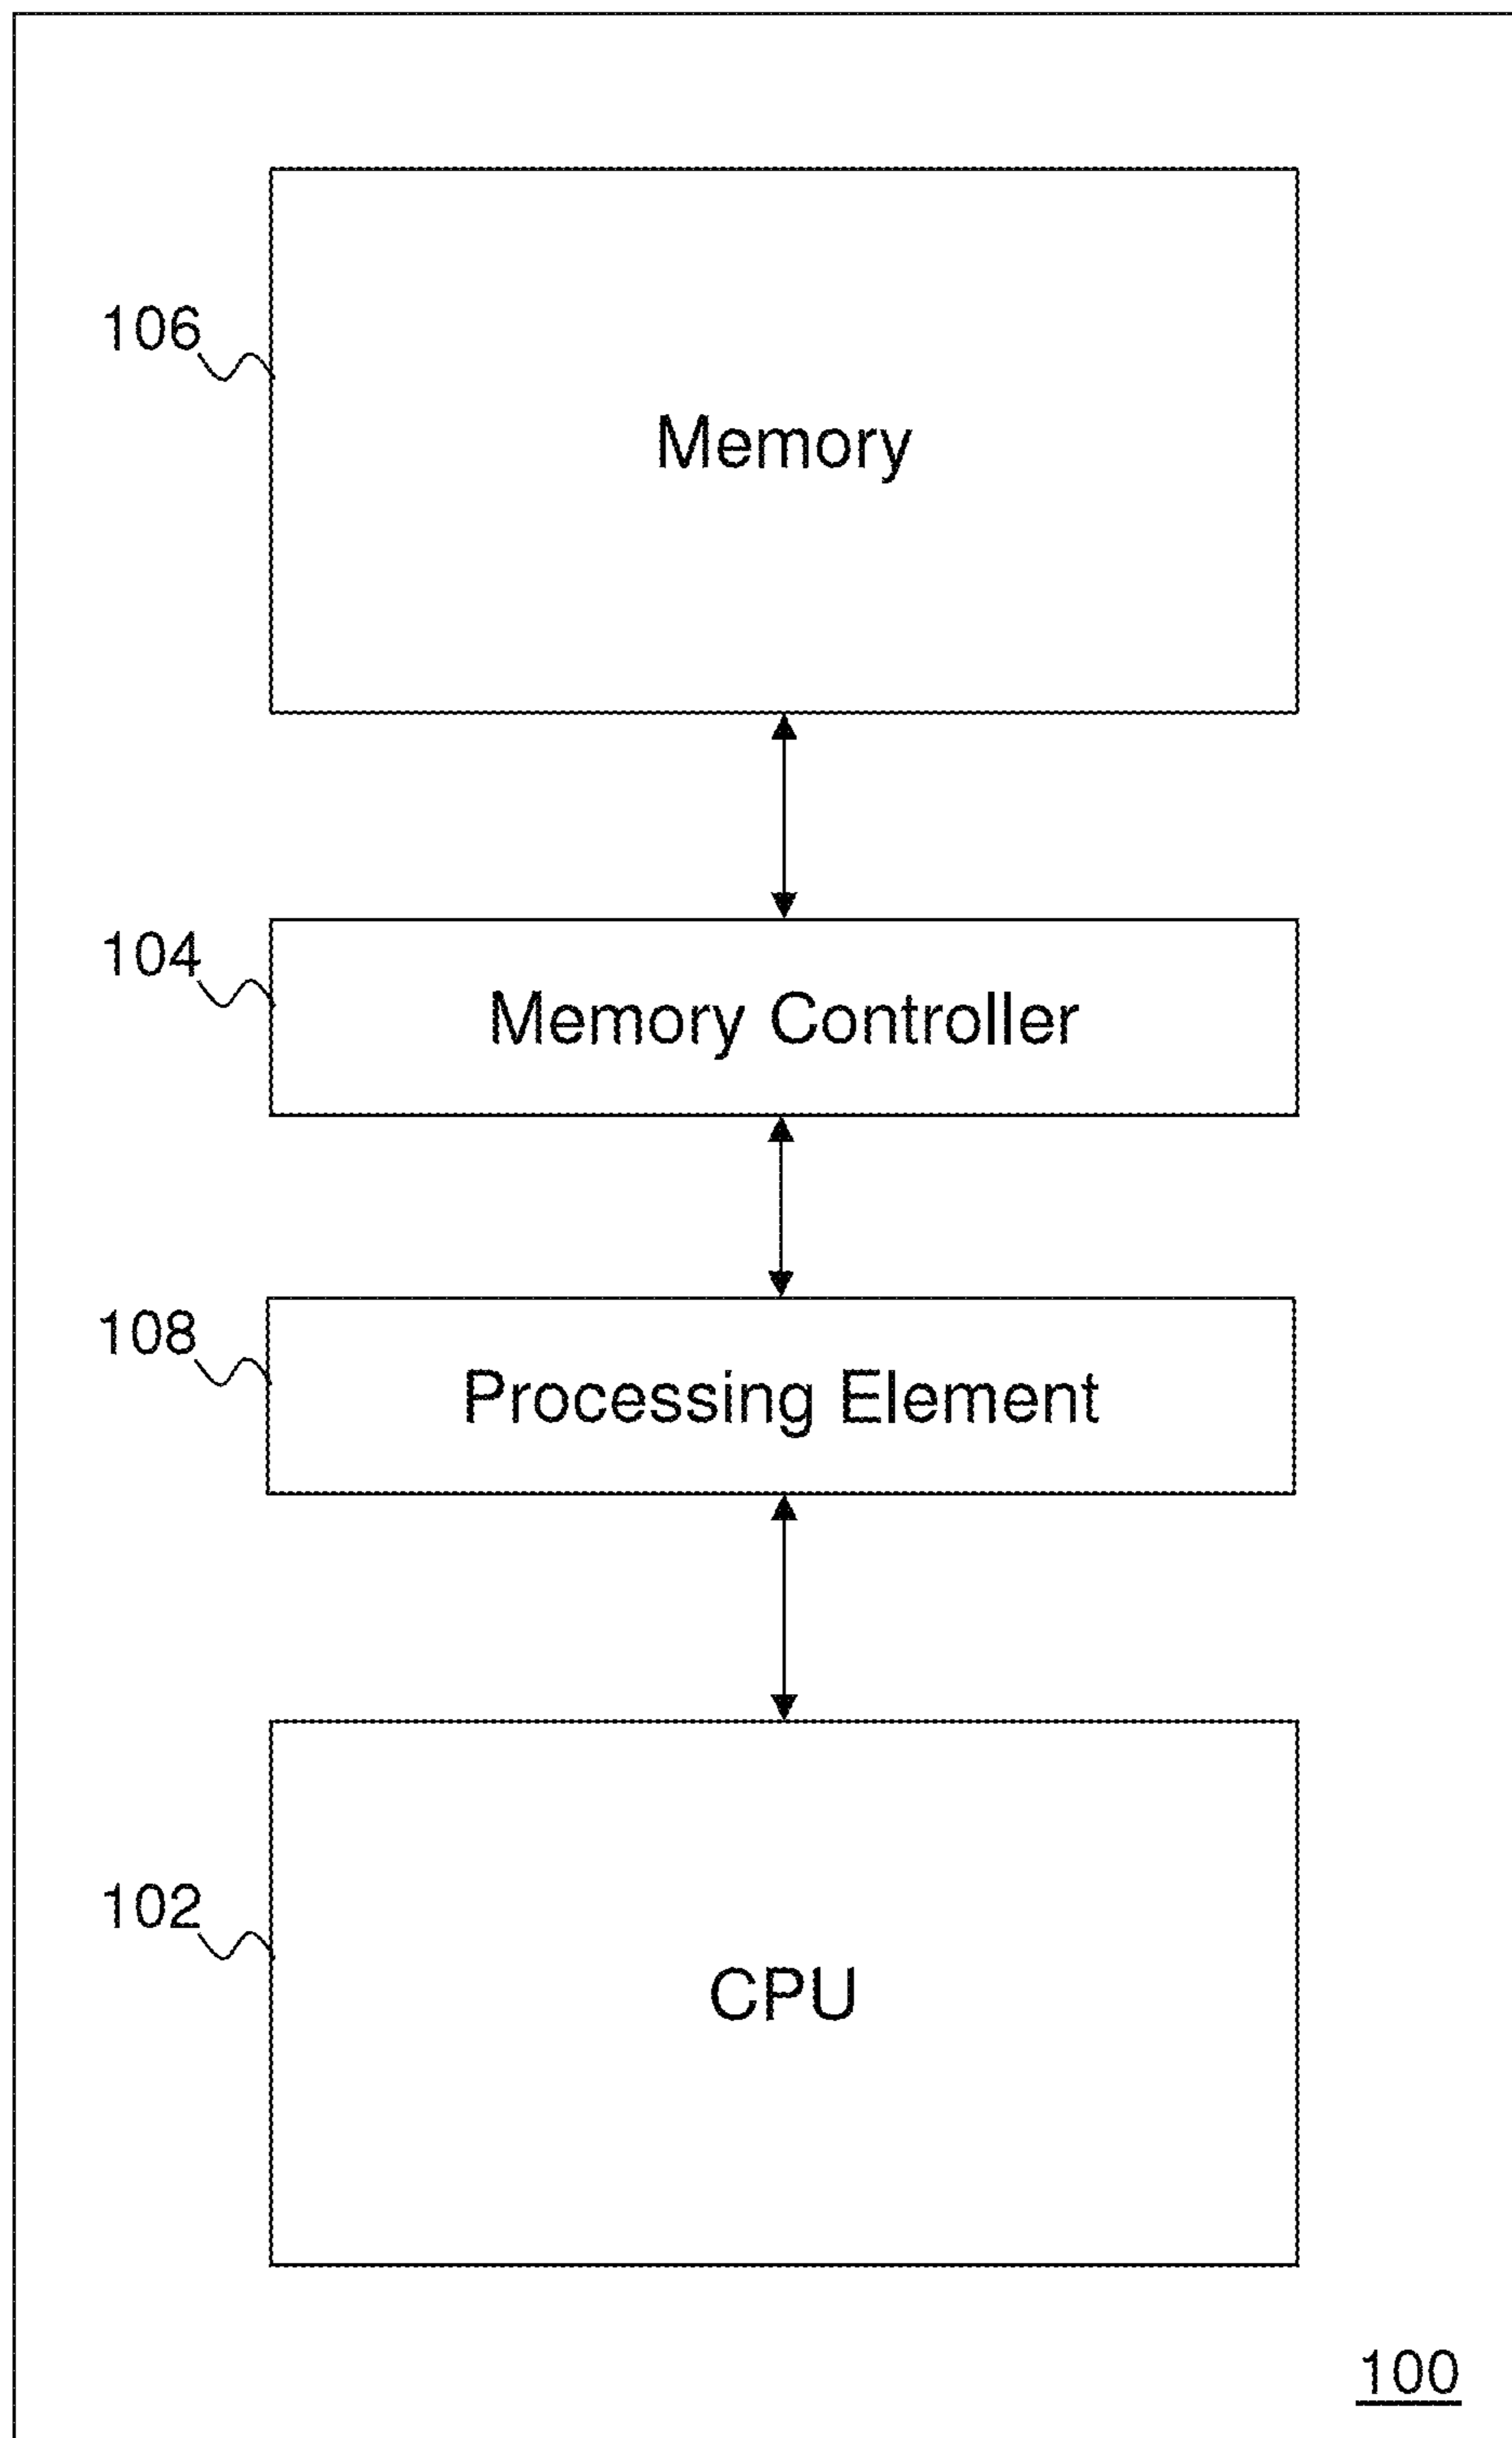 106
Memory
104
Memory Controller
108
Processing Element
102
CPU
100